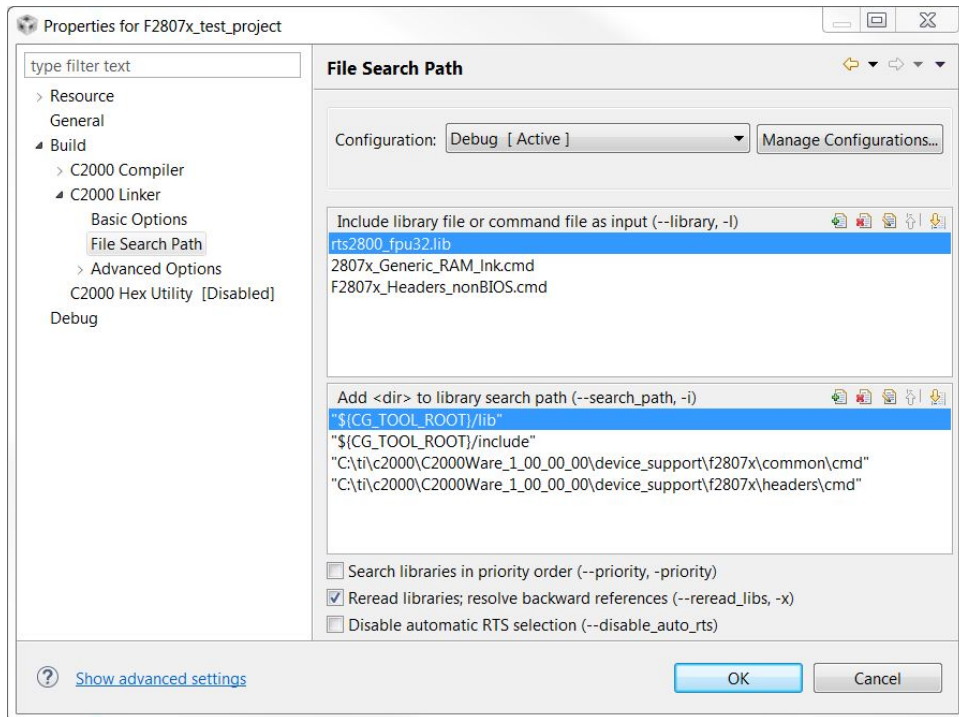 Properties for F2807x_test_project
type filter text
Resource
General
Build
C2000 Compiler
C2000 Linker
Basic Options
File Search Path
Advanced Options
C2000 Hex Utility [Disabled]
Debug
File Search Path
Configuration: Debug [ Active ] Manage Configurations...
Include library file or command file as input (--library, -l)
rts2800_fpu32.lib
2807x_Generic_RAM_lnk.cmd
F2807x_Headers_nonBIOS.cmd
Add <dir> to library search path (--search_path, -i)
"${CG_TOOL_ROOT}/lib"
"${CG_TOOL_ROOT}/include"
"C:\ti\c2000\C2000Ware_1_00_00_00\device_support\f2807x\common\cmd"
"C:\ti\c2000\C2000Ware_1_00_00_00\device_support\f2807x\headers\cmd"
Search libraries in priority order (--priority, -priority)
Reread libraries; resolve backward references (--reread_libs, -x)
Disable automatic RTS selection (--disable_auto_rts)
Show advanced settings
OK Cancel